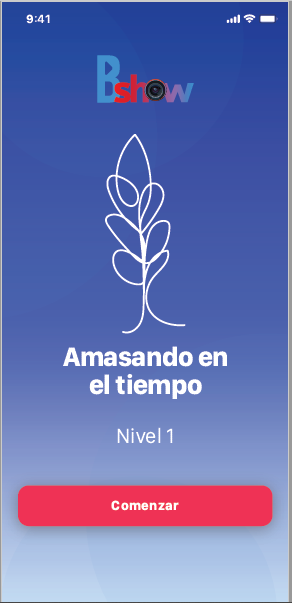 9:41
Bshow
Amasando en
el tiempo
Nivel 1
Comenzar